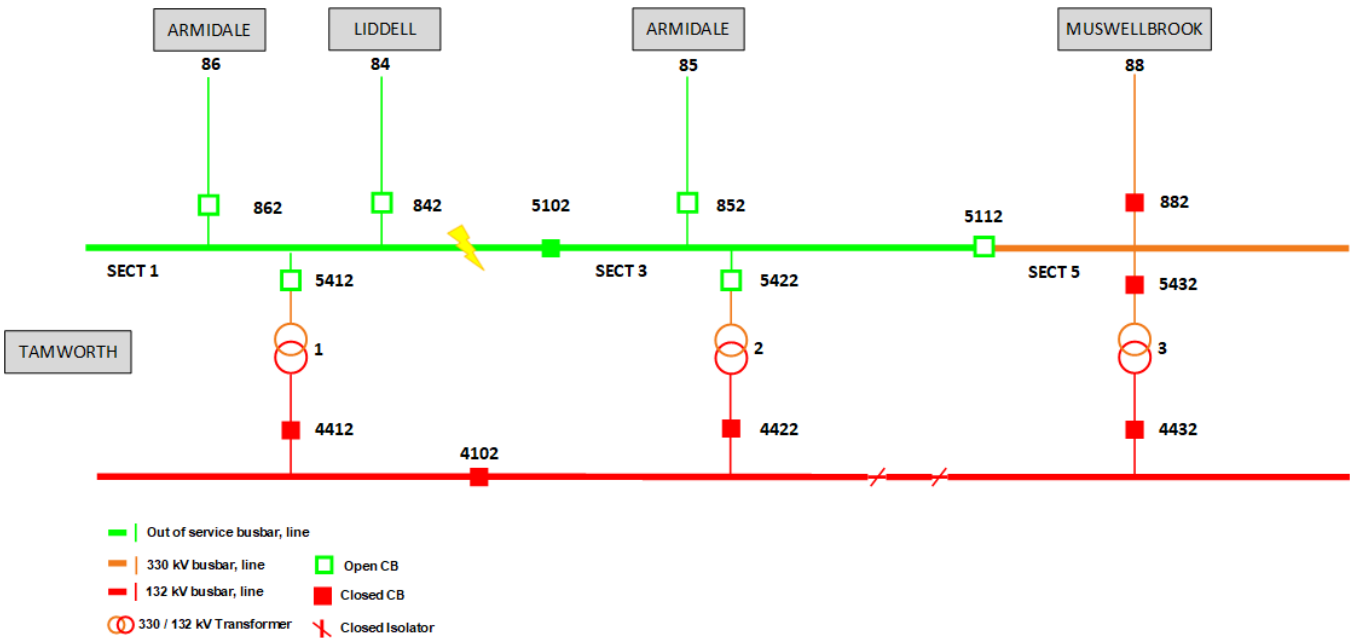 ARMIDALE
LIDDELL
ARMIDALE
MUSWELLBROOK
86
84
85
88
862
842
5102
852
5112
882
SECT 1
SECT 3
SECT 5
5412
5422
5432
TAMWORTH
1
2
3
4412
4422
4432
4102
Out of service busbar, line
330 kV busbar, line
Open CB
132 kV busbar, line
Closed CB
330 / 132 kV Transformer
Closed Isolator